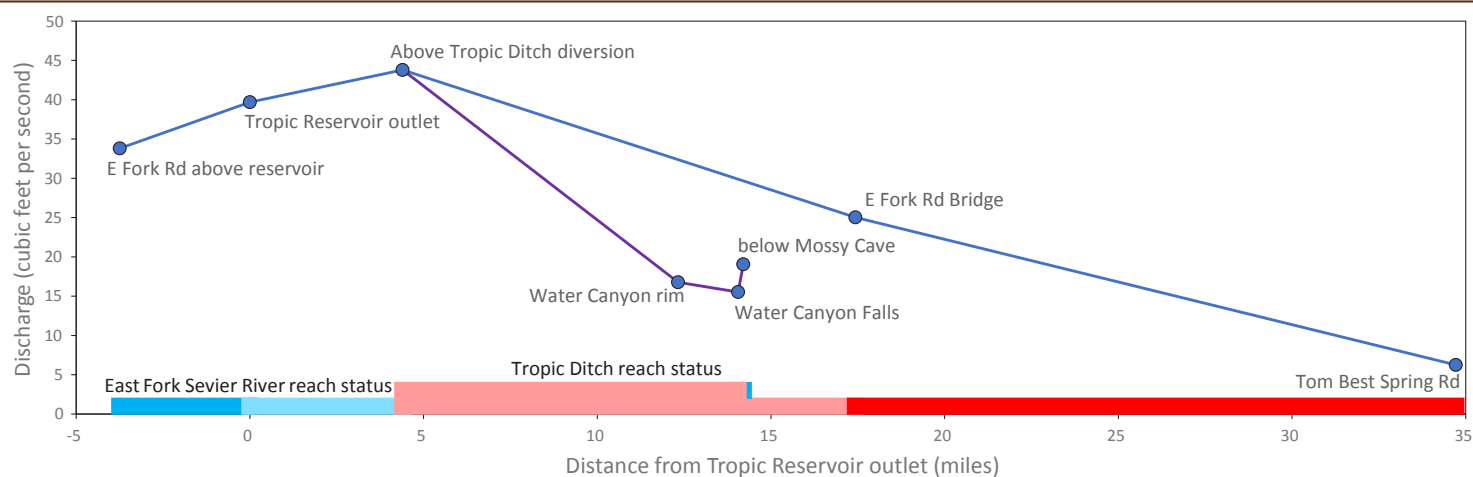 50
45
40
35
30
25
20
15
10
5
0
Discharge (cubic feet per second)
Above Tropic Ditch diversion
Tropic Reservoir outlet
E Fork Rd above reservoir
E Fork Rd Bridge
below Mossy Cave
Water Canyon rim
Water Canyon Falls
Tropic Ditch reach status
East Fork Sevier River reach status
Tom Best Spring Rd
-5 0 5 10 15 20 25 30 35
Distance from Tropic Reservoir outlet (miles)